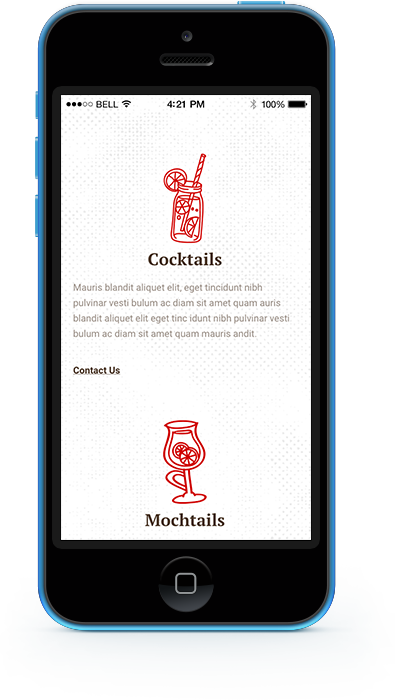 BELL 4:21 PM 100%
Cocktails
Mauris blandit aliquet elit, eget tincidunt nibh
pulvinar vesti bulum ac diam sit amet quam auris
blandit aliquet elit eget tinc idunt nibh pulvinar vesti
bulum ac diam sit amet quam mauris andit.
Contact Us
Mochtails